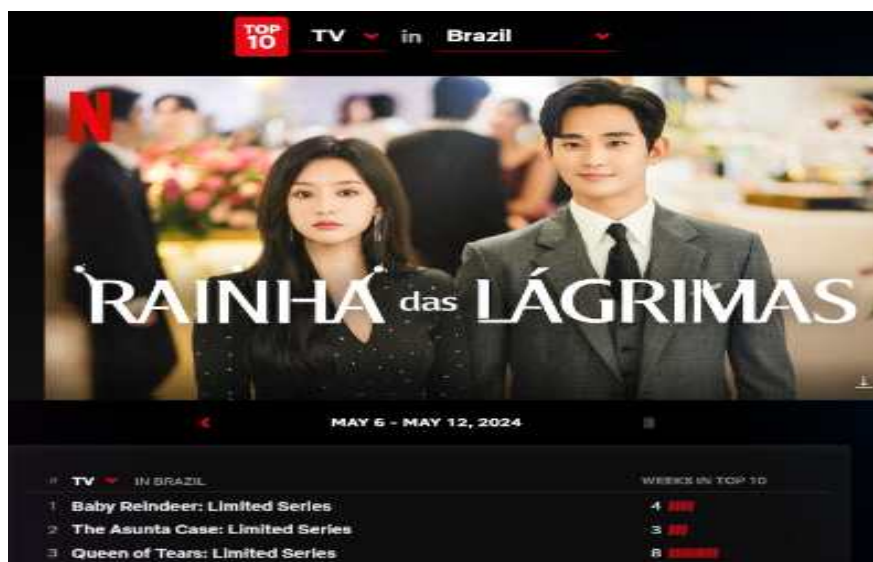 TOP 10 TV in Brazil
N
RAINHA das LÁGRIMAS
MAY 6 - MAY 12, 2024
# TV IN BRAZIL WEEKS IN TOP 10
1 Baby Reindeer: Limited Series 4
2 The Asunta Case: Limited Series 3
3 Queen of Tears: Limited Series 8